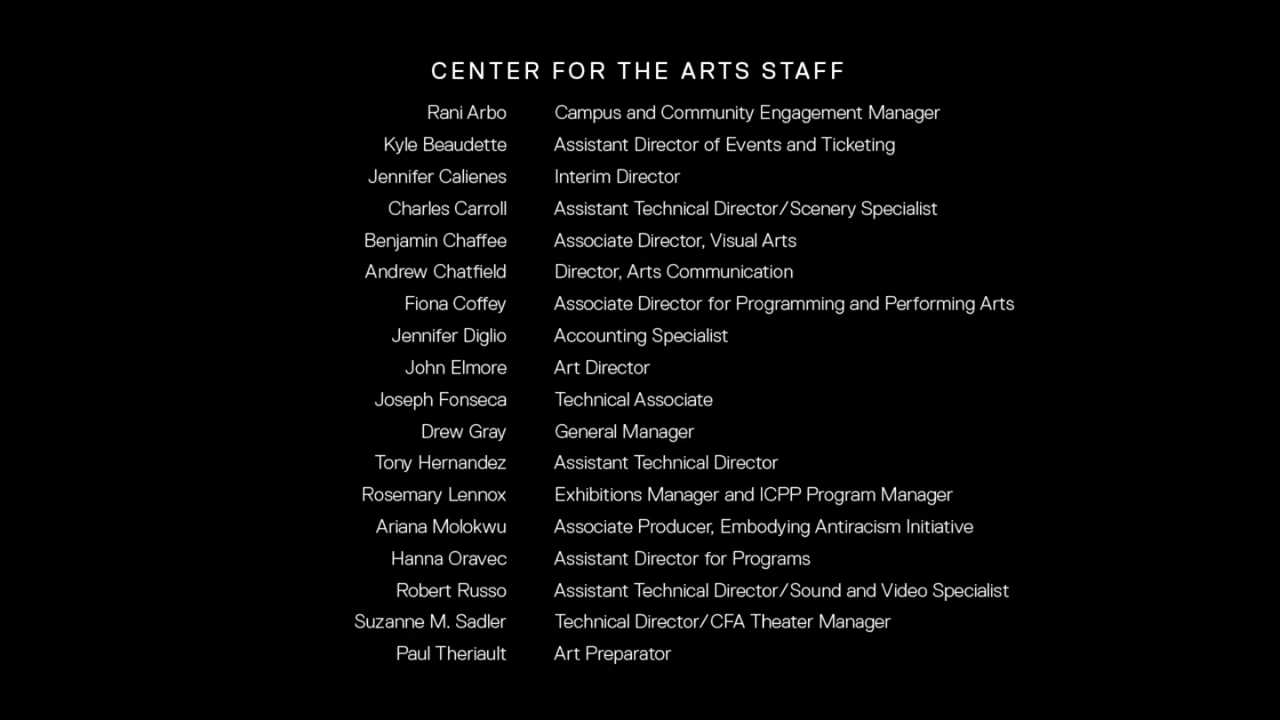 CENTER FOR THE ARTS STAFF
Rani Arbo Campus and Community Engagement Manager
Kyle Beaudette Assistant Director of Events and Ticketing
Jennifer Calienes Interim Director
Charles Carroll Assistant Technical Director/Scenery Specialist
Benjamin Chaffee Associate Director, Visual Arts
Andrew Chatfield Director, Arts Communication
Fiona Coffey Associate Director for Programming and Performing Arts
Jennifer Diglio Accounting Specialist
John Elmore Art Director
Joseph Fonseca Technical Associate
Drew Gray General Manager
Tony Hernandez Assistant Technical Director
Rosemary Lennox Exhibitions Manager and ICPP Program Manager
Ariana Molokwu Associate Producer, Embodying Antiracism Initiative
Hanna Oravec Assistant Director for Programs
Robert Russo Assistant Technical Director/Sound and Video Specialist
Suzanne M. Sadler Technical Director/CFA Theater Manager
Paul Theriault Art Preparator